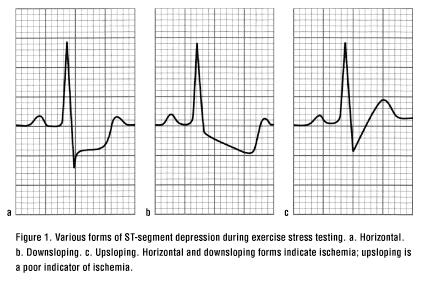 a
b
c
Figure 1. Various forms of ST-segment depression during exercise stress testing. a. Horizontal.
b. Downsloping. c. Upsloping. Horizontal and downsloping forms indicate ischemia; upsloping is
a poor indicator of ischemia.